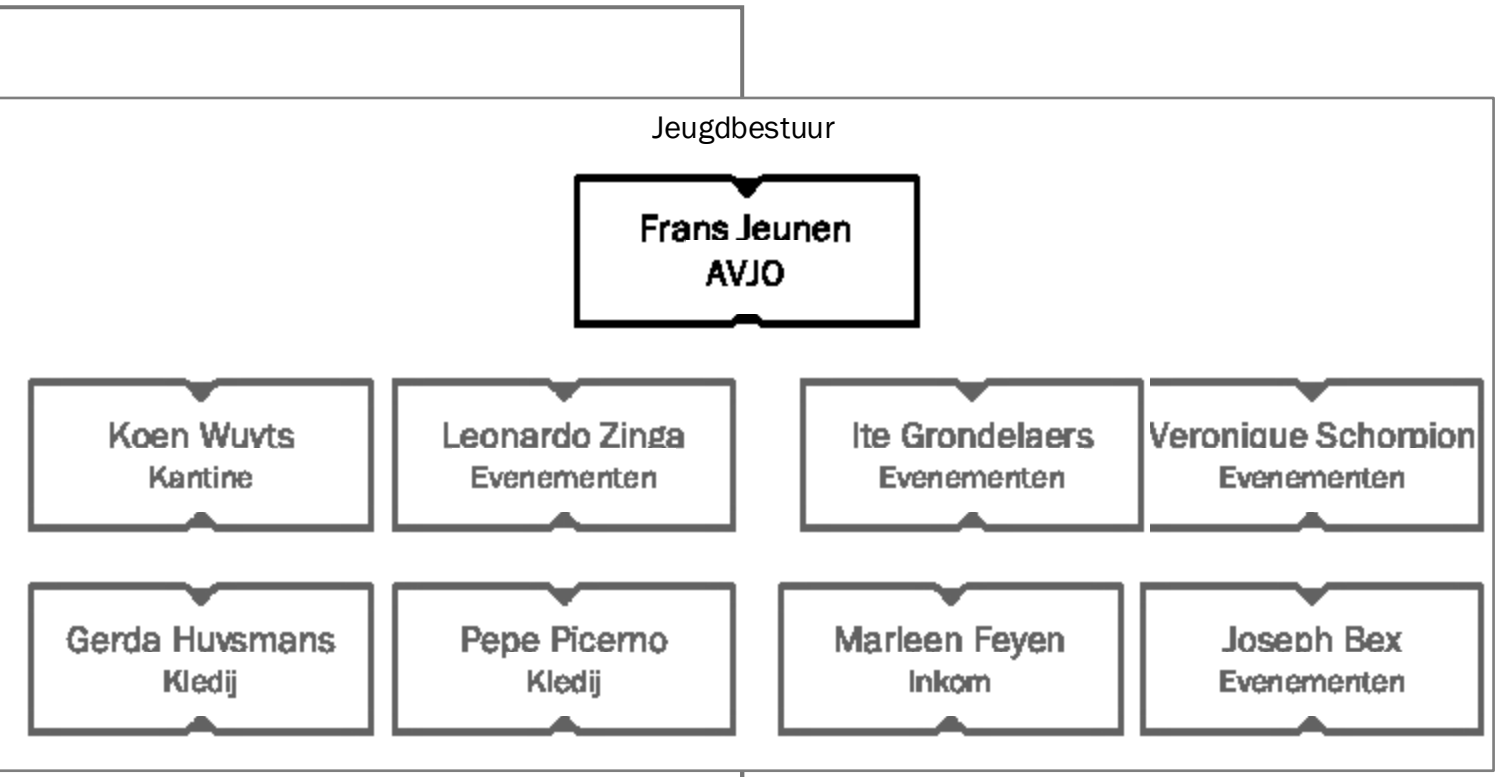 Jeugdbestuur
Frans Jeunen
AVJO
Koen Wuyts
Kantine
Leonardo Zinga
Evenementen
Ite Grondelaers
Evenementen
Veronique Schorpion
Evenementen
Gerda Huysmans
Kledij
Pepe Picerno
Kledij
Marleen Feyen
Inkom
Joseph Bex
Evenementen